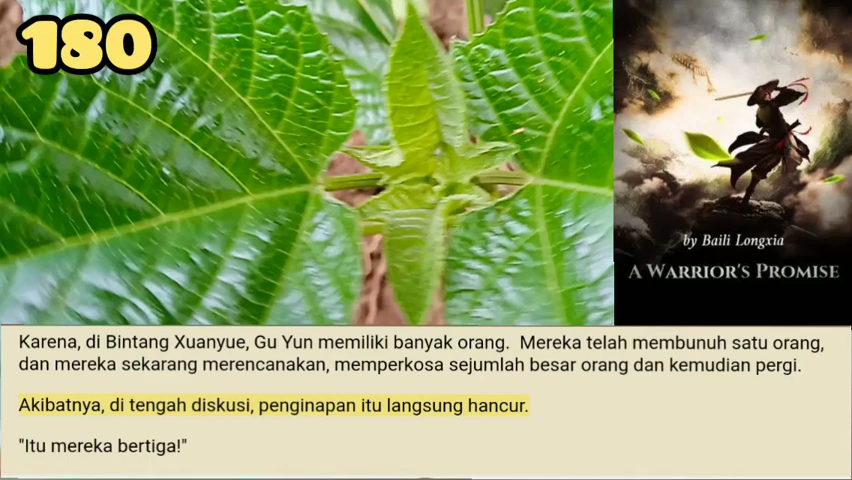 180
by Baili Longxia
A WARRIOR'S PROMISE
Karena, di Bintang Xuanyue, Gu Yun memiliki banyak orang.  Mereka telah membunuh satu orang,
dan mereka sekarang merencanakan, memperkosa sejumlah besar orang dan kemudian pergi.
Akibatnya, di tengah diskusi, penginapan itu langsung hancur.
"Itu mereka bertiga!"